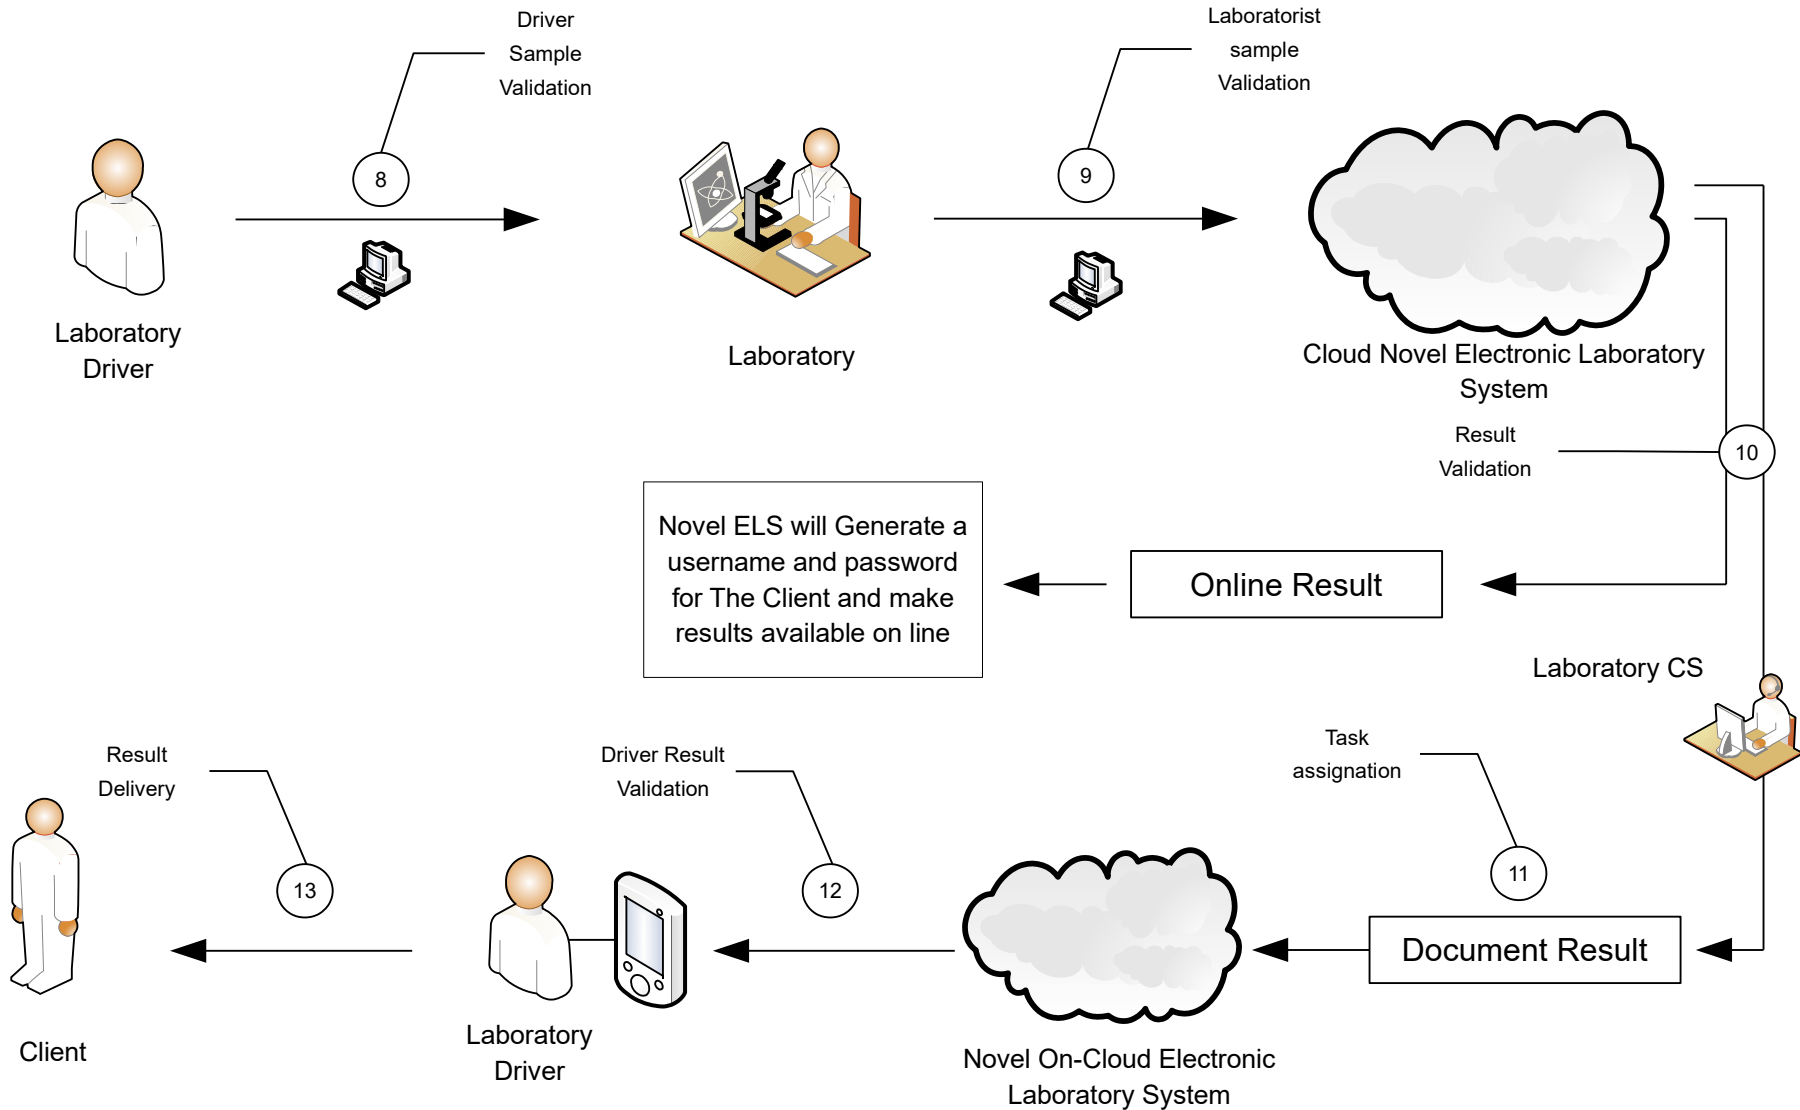 Driver
Sample
Validation
8
Laboratory
Driver
Laboratorist
sample
Validation
9
Laboratory
Cloud Novel Electronic Laboratory
System
Result
Validation
10
Novel ELS will Generate a
username and password
for The Client and make
results available on line
Online Result
Laboratory CS
Task
assignation
11
Document Result
Driver Result
Validation
12
Novel On-Cloud Electronic
Laboratory System
Result
Delivery
13
Laboratory
Driver
Client